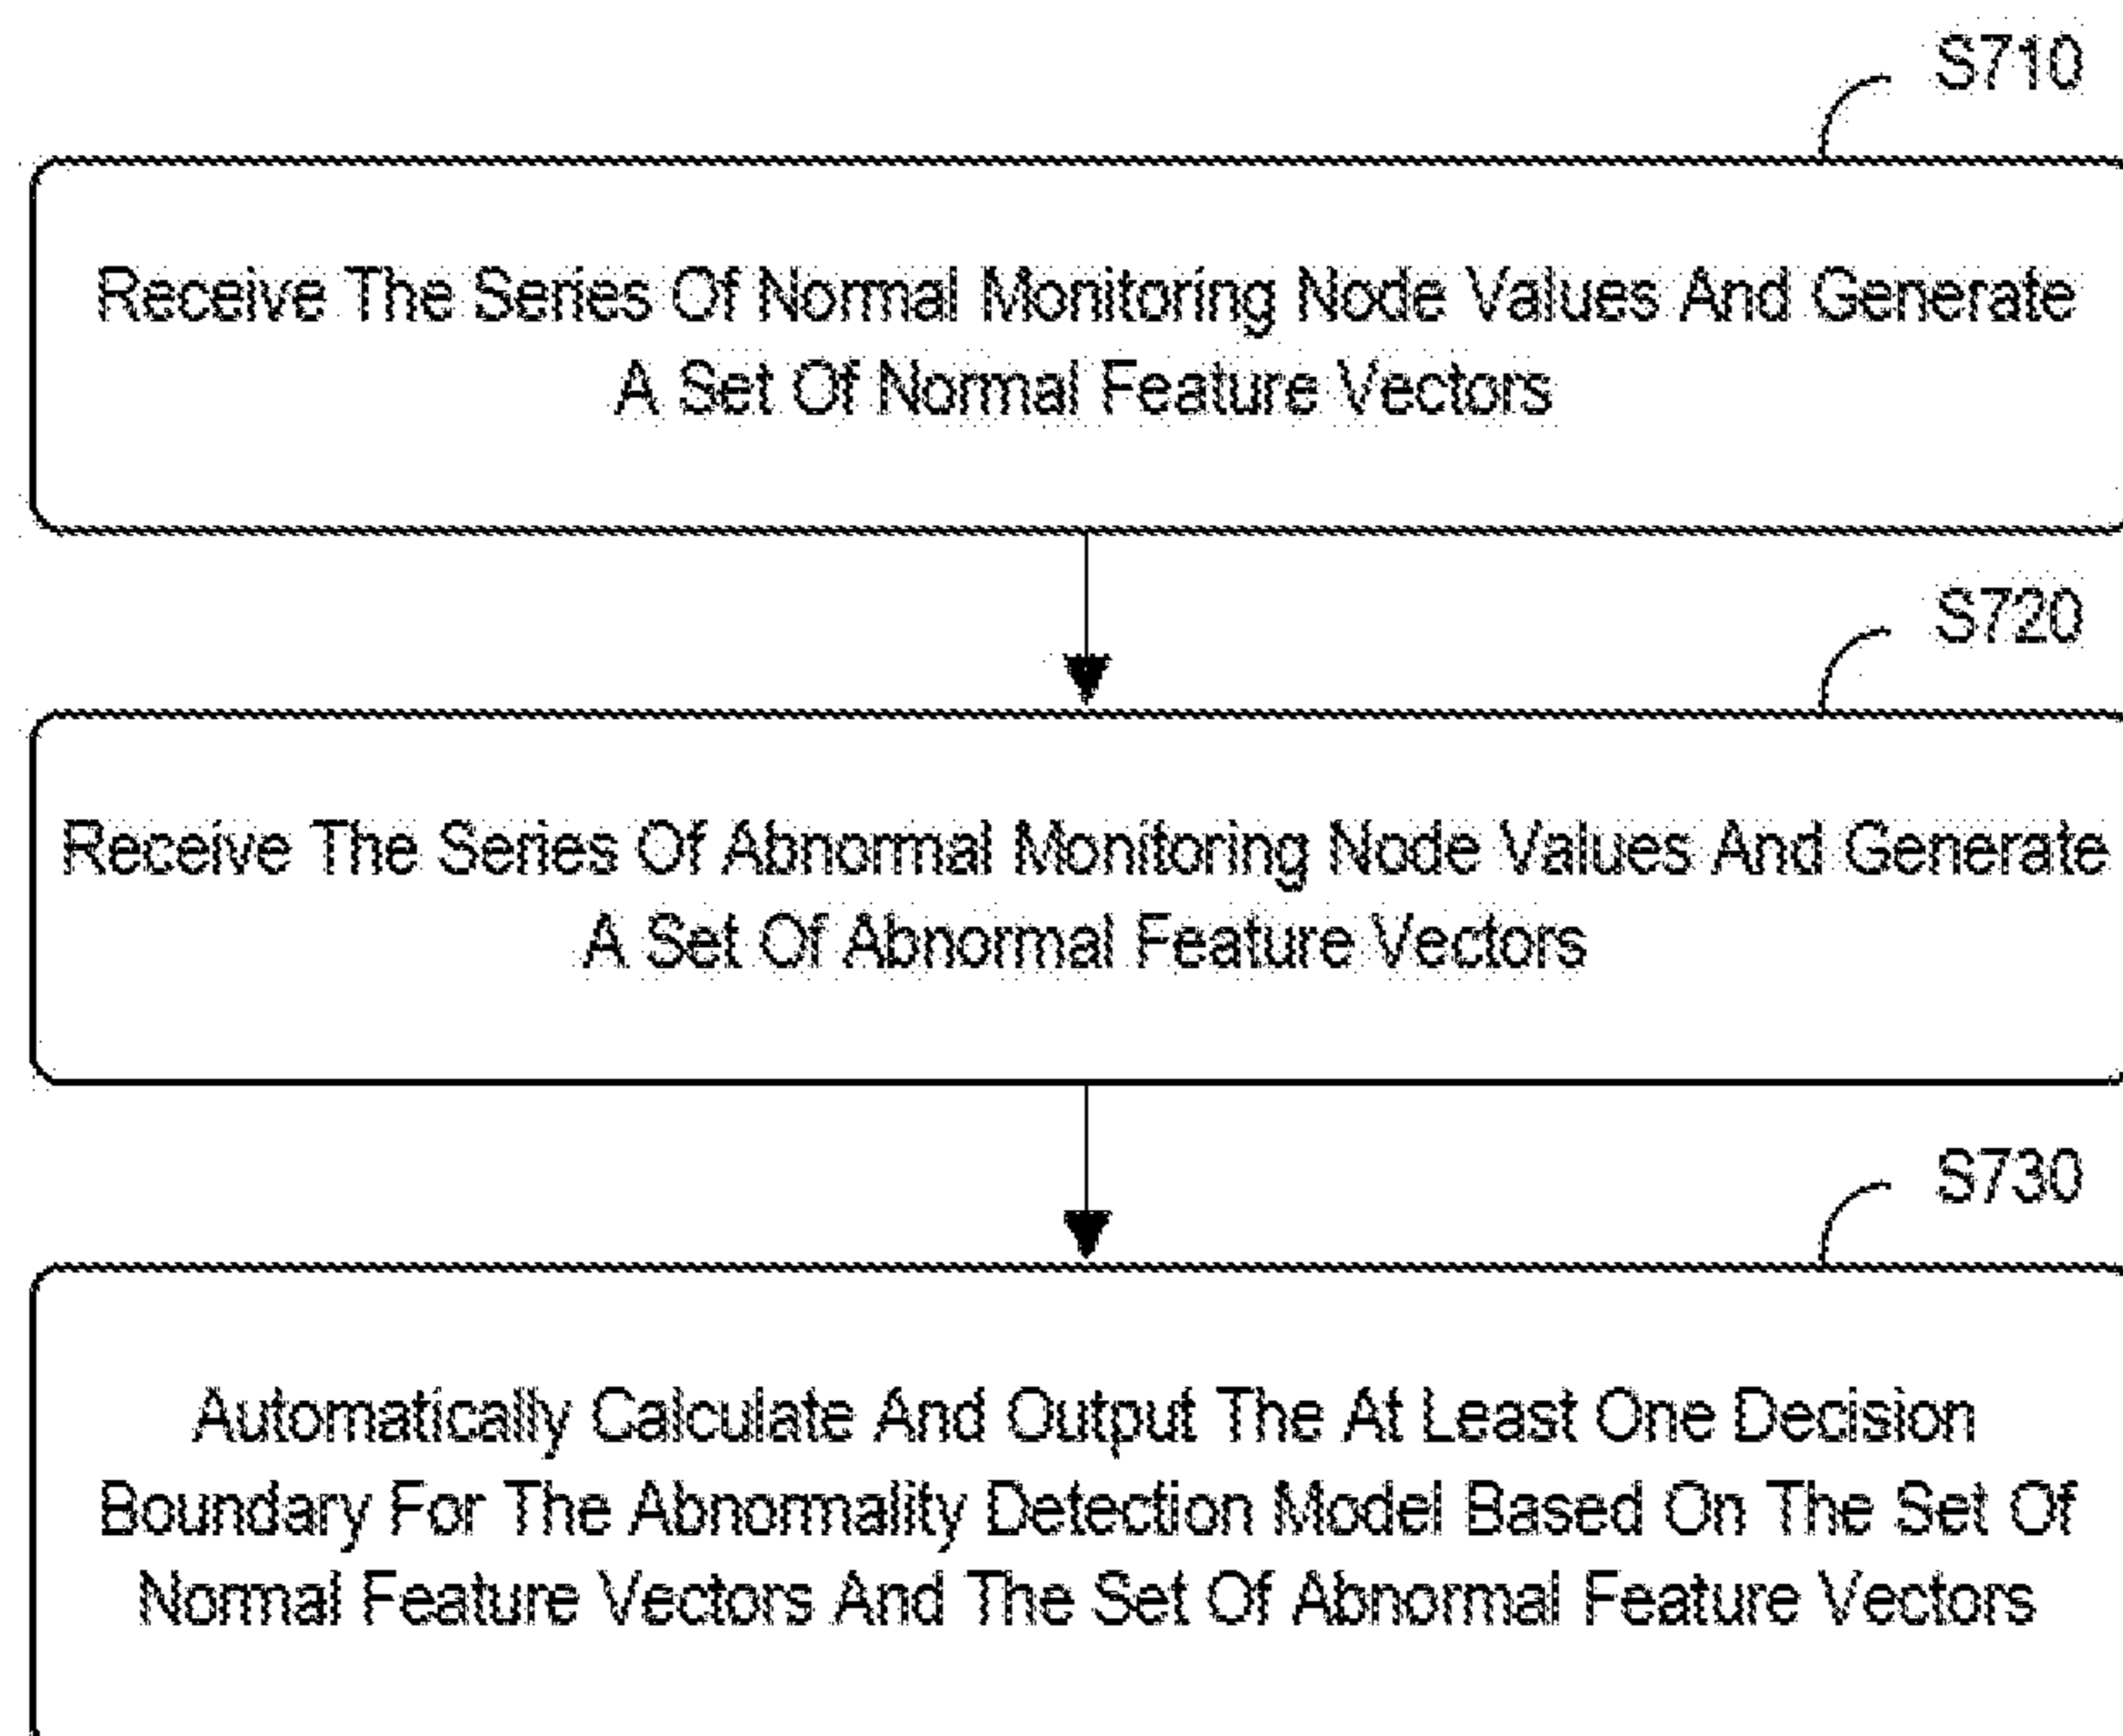 S710
Receive The Series Of Normal Monitoring Node Values And Generate
A Set Of Normal Feature Vectors
S720
Receive The Series Of Abnormal Monitoring Node Values And Generate
A Set Of Abnormal Feature Vectors
S730
Automatically Calculate And Output The At Least One Decision
Boundary For The Abnormality Detection Model Based On The Set Of
Normal Feature Vectors And The Set Of Abnormal Feature Vectors